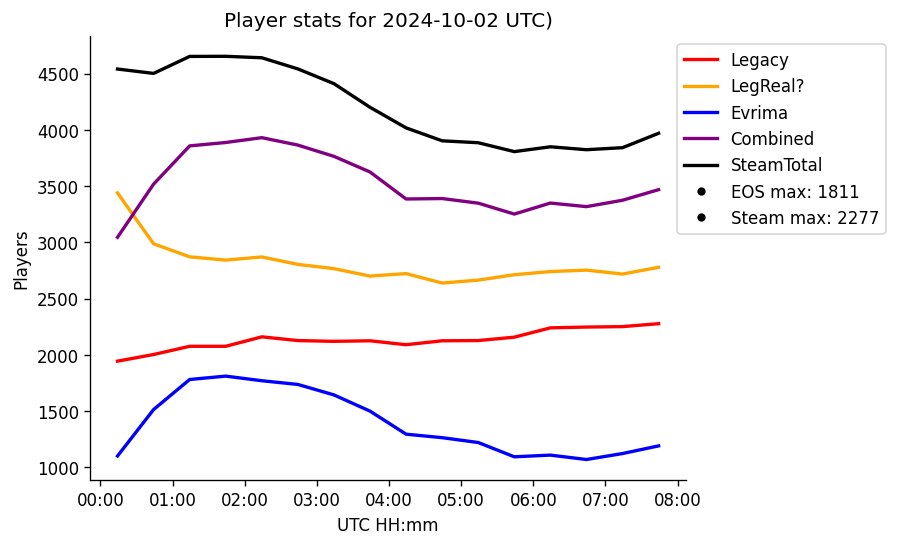 Player stats for 2024-10-02 UTC)
Players
4500
4000
3500
3000
2500
2000
1500
1000
00:00 01:00 02:00 03:00 04:00 05:00 06:00 07:00 08:00
UTC HH:mm
Legacy
LegReal?
Evrima
Combined
SteamTotal
EOS max: 1811
Steam max: 2277